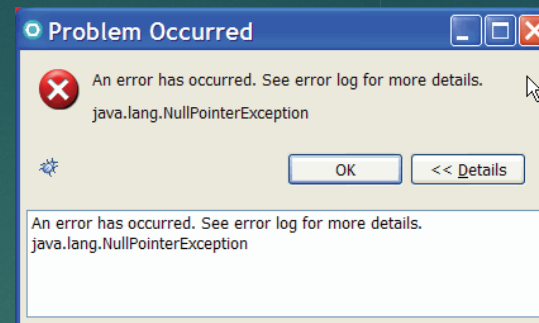 Problem Occurred
An error has occurred. See error log for more details.
java.lang.NullPointerException
OK
<< Details
An error has occurred. See error log for more details.
java.lang.NullPointerException